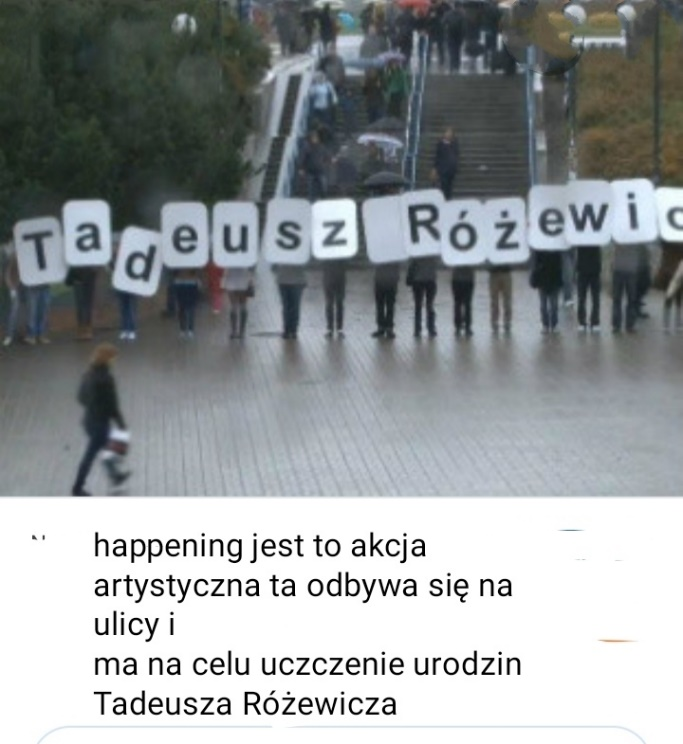 Tadeusz Różewic
happening jest to akcja
artystyczna ta odbywa się na
ulicy i
ma na celu uczczenie urodzin
Tadeusza Różewicza